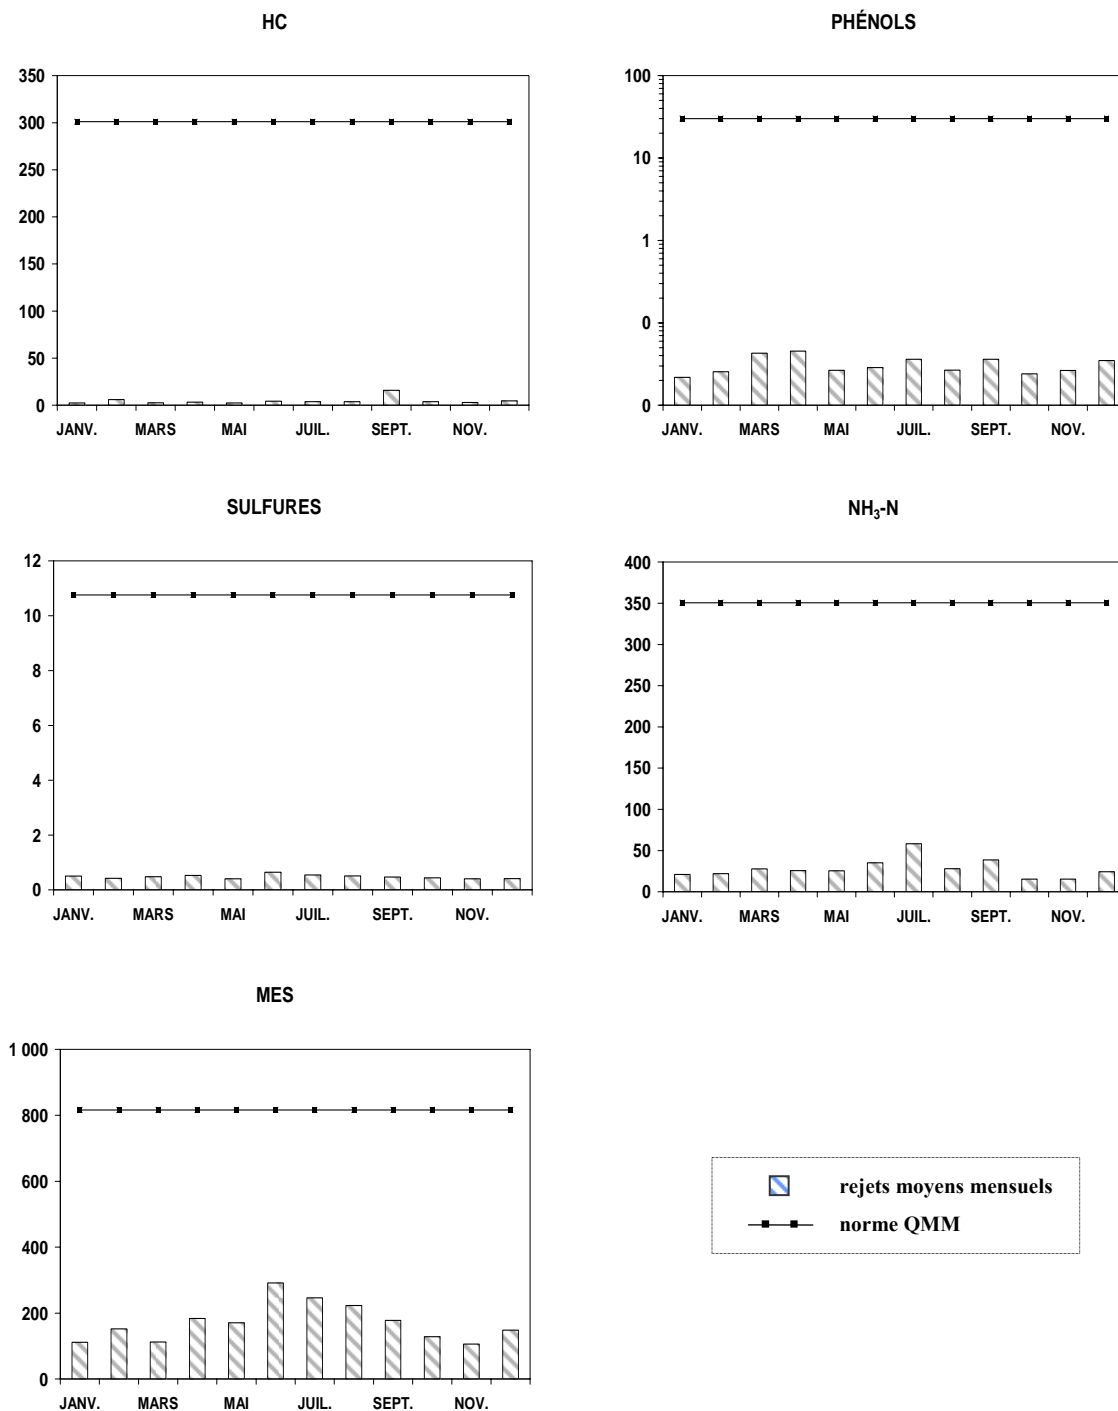 HC
350
300
250
200
150
100
50
0
JANV. MARS MAI JUIL. SEPT. NOV.
PHÉNOLS
100
10
1
0
0
JANV. MARS MAI JUIL. SEPT. NOV.
SULFURES
12
10
8
6
4
2
0
JANV. MARS MAI JUIL. SEPT. NOV.
NH₃-N
400
350
300
250
200
150
100
50
0
JANV. MARS MAI JUIL. SEPT. NOV.
MES
1 000
800
600
400
200
0
JANV. MARS MAI JUIL. SEPT. NOV.
rejets moyens mensuels
norme QMM